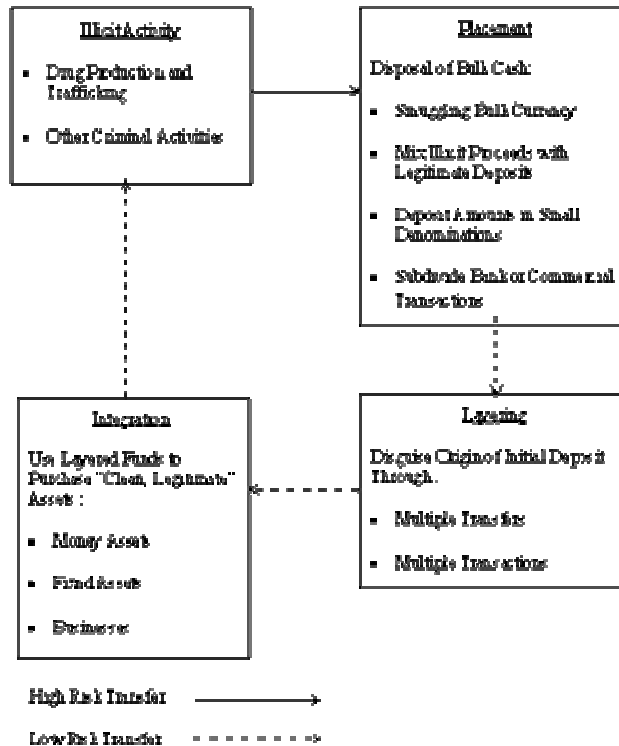 Illicit Activity
▪ Drug Production and
Trafficking
▪ Other Criminal Activities
Placement
Disposal of Bulk Cash:
▪ Smuggling Bulk Currency
▪ Mix Illicit Proceeds with
Legitimate Deposits
▪ Deposit Amounts in Small
Denominations
▪ Subdivide Bank or Commercial
Transactions
Integration
Use Layered Funds to
Purchase "Clean, Legitimate"
Assets :
▪ Money Assets
▪ Fixed Assets
▪ Businesses
Layering
Disguise Origin of Initial Deposit
Through:
▪ Multiple Transfers
▪ Multiple Transactions
High Risk Transfer
Low Risk Transfer